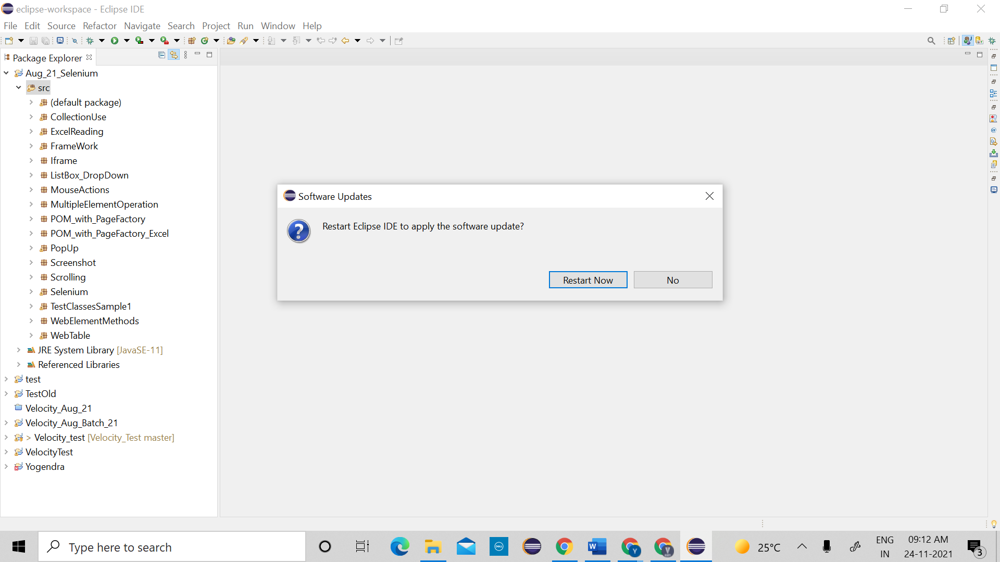 eclipse-workspace - Eclipse IDE
File Edit Source Refactor Navigate Search Project Run Window Help
Package Explorer
Aug_21_Selenium
src
(default package)
CollectionUse
ExcelReading
FrameWork
Iframe
ListBox_DropDown
MouseActions
MultipleElementOperation
POM_with_PageFactory
POM_with_PageFactory_Excel
PopUp
Screenshot
Scrolling
Selenium
TestClassesSample1
WebElementMethods
WebTable
JRE System Library [JavaSE-11]
Referenced Libraries
test
TestOld
Velocity_Aug_21
Velocity_Aug_Batch_21
> Velocity_test [Velocity_Test master]
VelocityTest
Yogendra
Software Updates
Restart Eclipse IDE to apply the software update?
Restart Now No
Type here to search
DELL
W
Y
V
25°C
ENG
IN
09:12 AM
24-11-2021
3